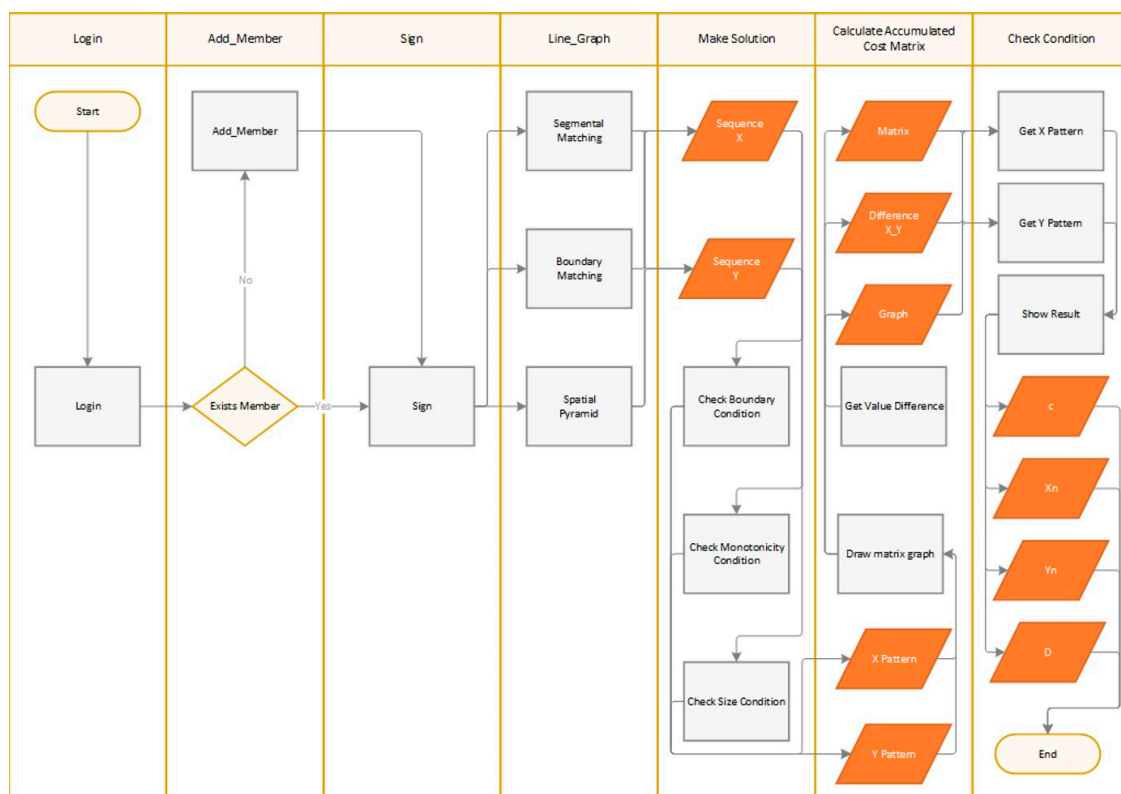 Login
Add_Member
Sign
Line_Graph
Make Solution
Calculate Accumulated
Cost Matrix
Check Condition
Start
Login
Add_Member
No
Exists Member
Yes
Sign
Segmental
Matching
Boundary
Matching
Spatial
Pyramid
Sequence
X
Sequence
Y
Check Boundary
Condition
Check Monotonicity
Condition
Check Size Condition
Matrix
Difference
X_Y
Graph
Get Value Difference
Draw matrix graph
X Pattern
Y Pattern
Get X Pattern
Get Y Pattern
Show Result
c
Xn
Yn
D
End